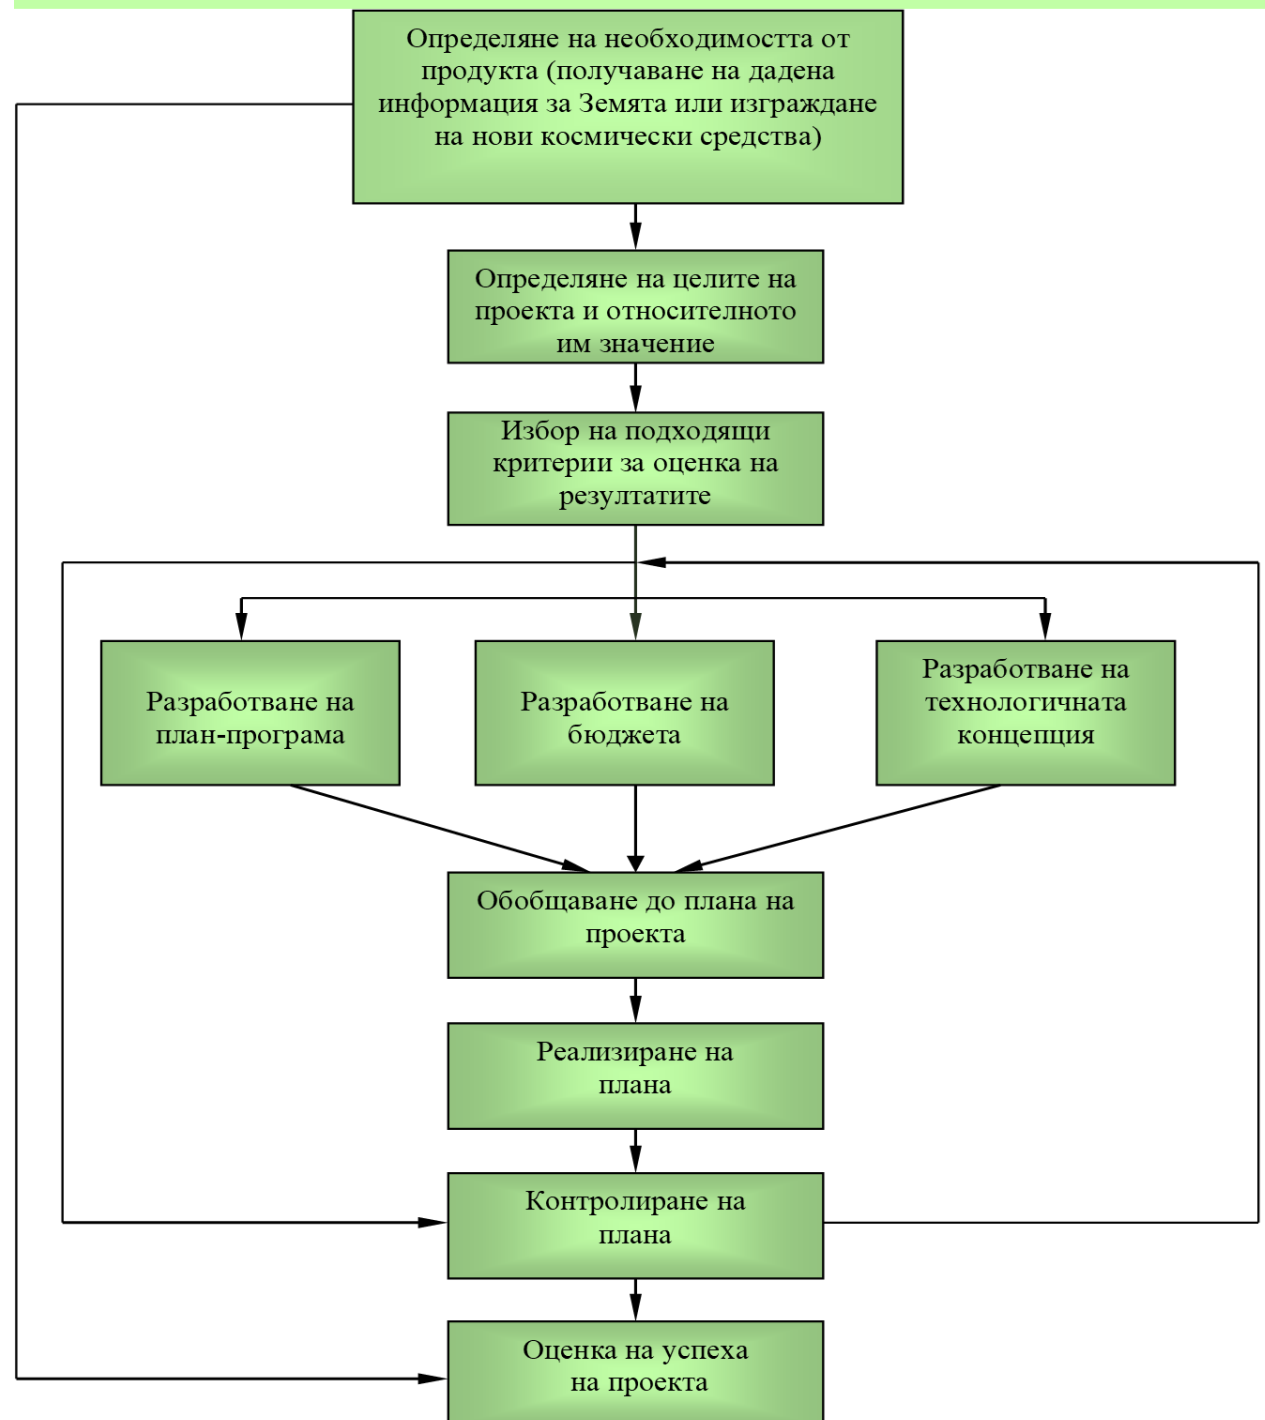 Определяне на необходимостта от
продукта (получаване на дадена
информация за Земята или изграждане
на нови космически средства)
Определяне на целите на
проекта и относителното
им значение
Избор на подходящи
критерии за оценка на
резултатите
Разработване на
план-програма
Разработване на
бюджета
Разработване на
технологичната
концепция
Обобщаване до плана на
проекта
Реализиране на
плана
Контролиране на
плана
Оценка на успеха
на проекта